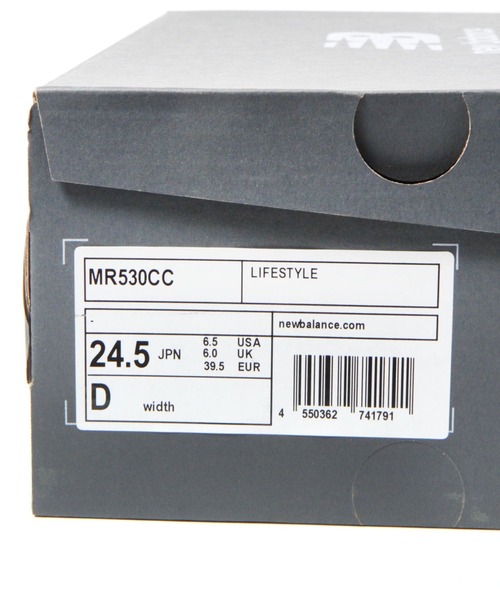 MR530CC
LIFESTYLE
-
newbalance.com
24.5 JPN
6.5 USA
6.0 UK
39.5 EUR
D width
4 550362 741791